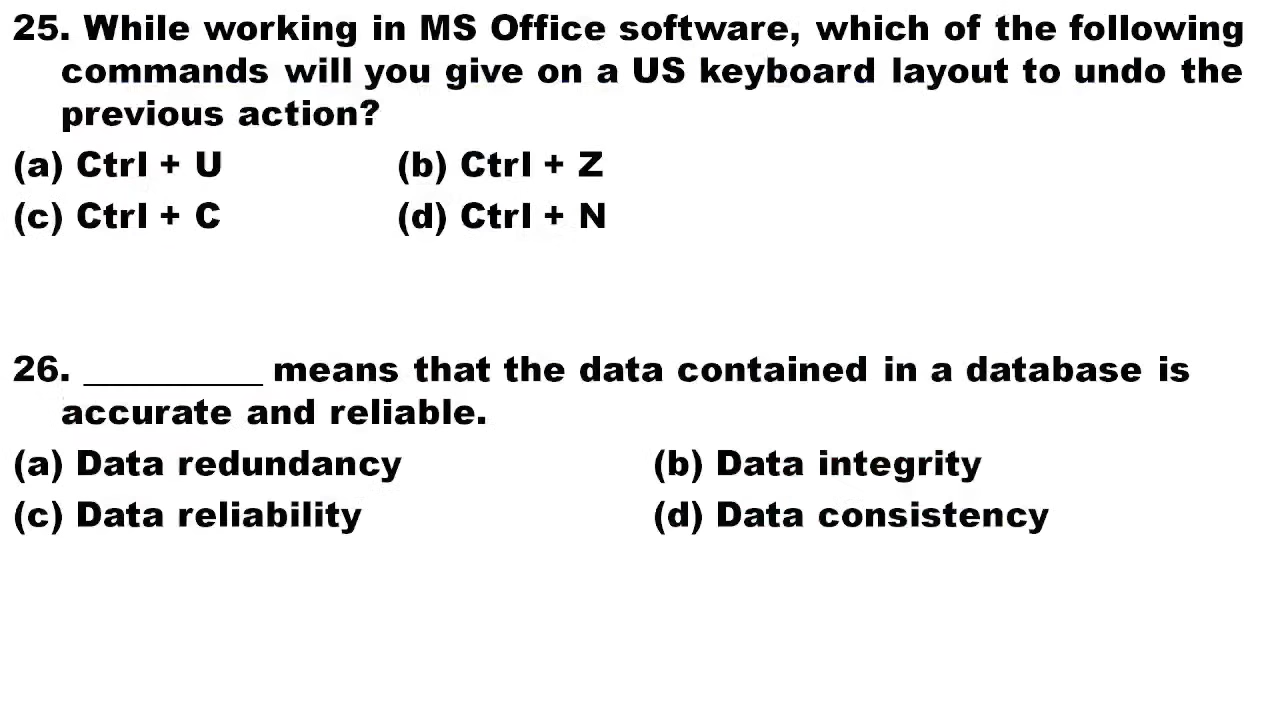 25. While working in MS Office software, which of the following
commands will you give on a US keyboard layout to undo the
previous action?
(a) Ctrl + U (b) Ctrl + Z
(c) Ctrl + C (d) Ctrl + N
26. __________ means that the data contained in a database is
accurate and reliable.
(a) Data redundancy (b) Data integrity
(c) Data reliability (d) Data consistency